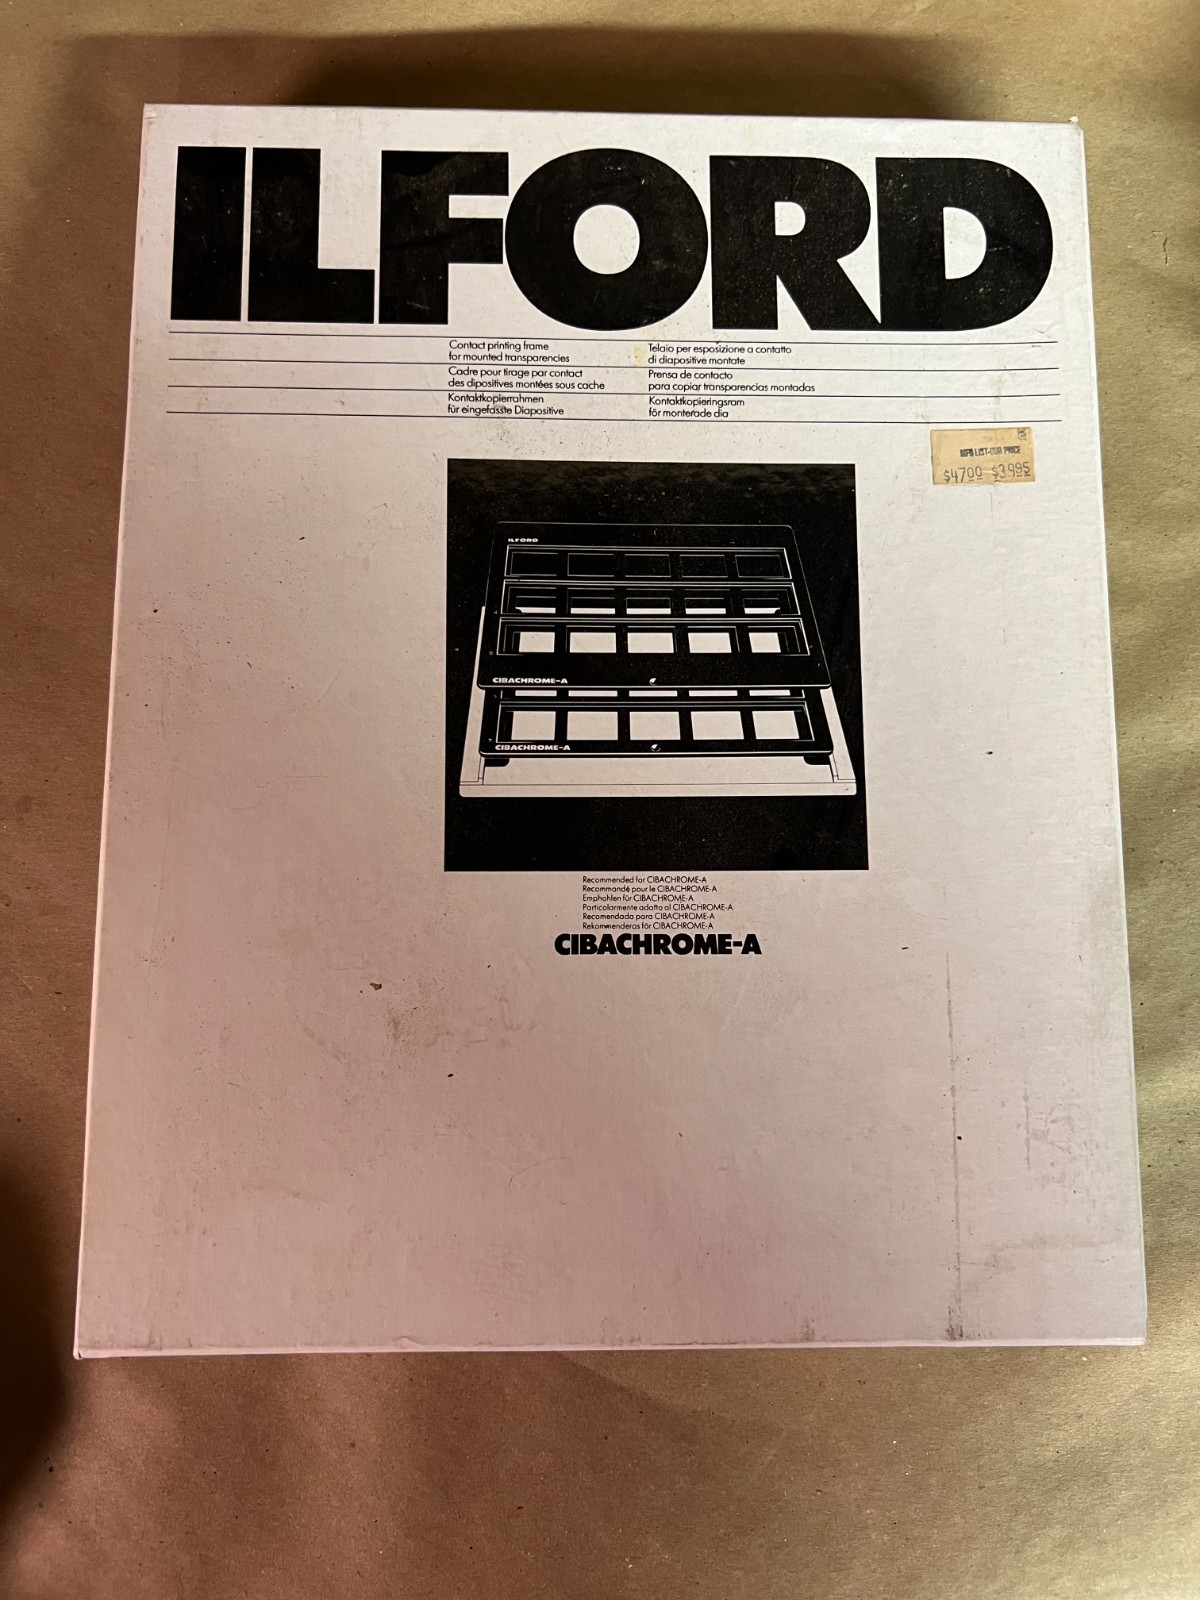 ILFORD
Contact printing frame
for mounted transparencies
Cadre pour tirage par contact
des dipositives montées sous cache
Kontaktkopierrahmen
für eingefasste Diapositive
Telaio per esposizione a contatto
di diapositive montate
Prensa de contacto
para copiar transparencias montadas
Kontaktkopieringsram
för monterade dia
MFG LIST-OUR PRICE
$4700 $3995
ILFORD
CIBACHROME-A
CIBACHROME-A
Recommended for CIBACHROME-A
Recommandé pour le CIBACHROME-A
Empfohlen für CIBACHROME-A
Particolarmente adatto al CIBACHROME-A
Recomendada para CIBACHROME-A
Rekommenderas för CIBACHROME-A
CIBACHROME-A